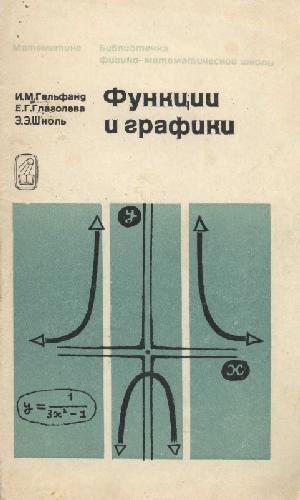 Математика Библиотечка
физико-математической школы
И.М.Гельфанд
Е.Г.Глаголева
Э.Э.Шноль
Функции
и графики
y
x
y = 1/(3x² - 1)